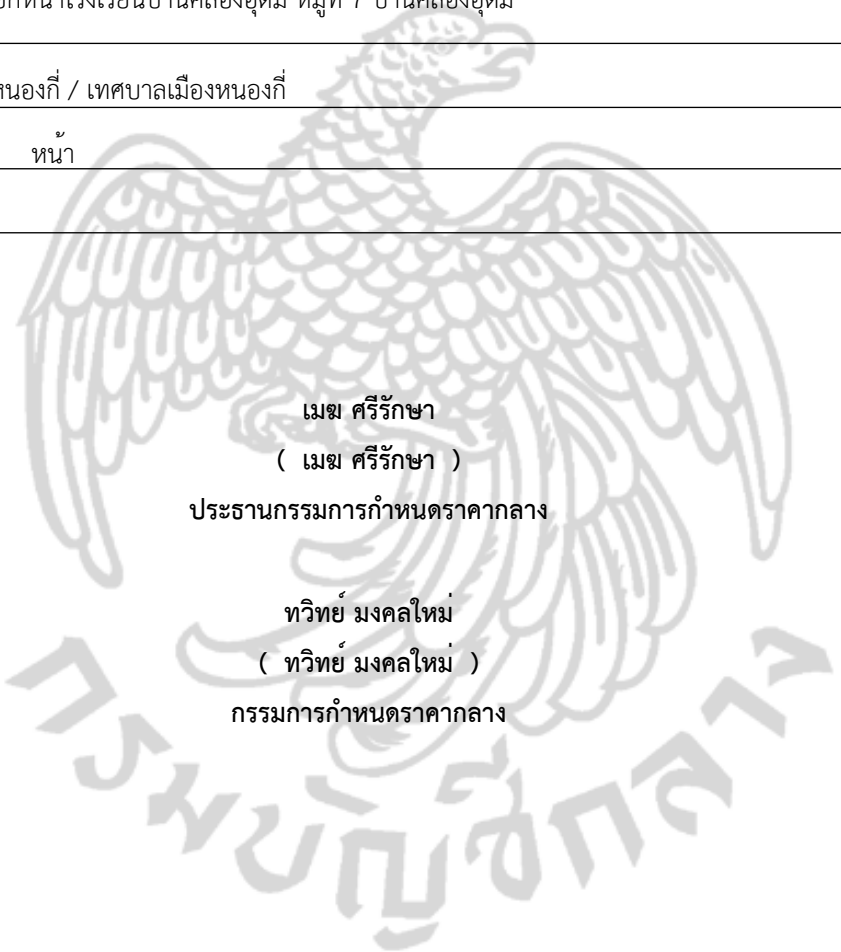 หน้าโรงเรียนบ้านคลองอุดม หมู่ที่ 7 บ้านคลองอุดม
หนองกี่ / เทศบาลเมืองหนองกี่
หน้า
เมฆ ศรีรักษา
( เมฆ ศรีรักษา )
ประธานกรรมการกำหนดราคากลาง
ทวิทย์ มงคลใหม่
( ทวิทย์ มงคลใหม่ )
กรรมการกำหนดราคากลาง
กรมบัญชีกลาง